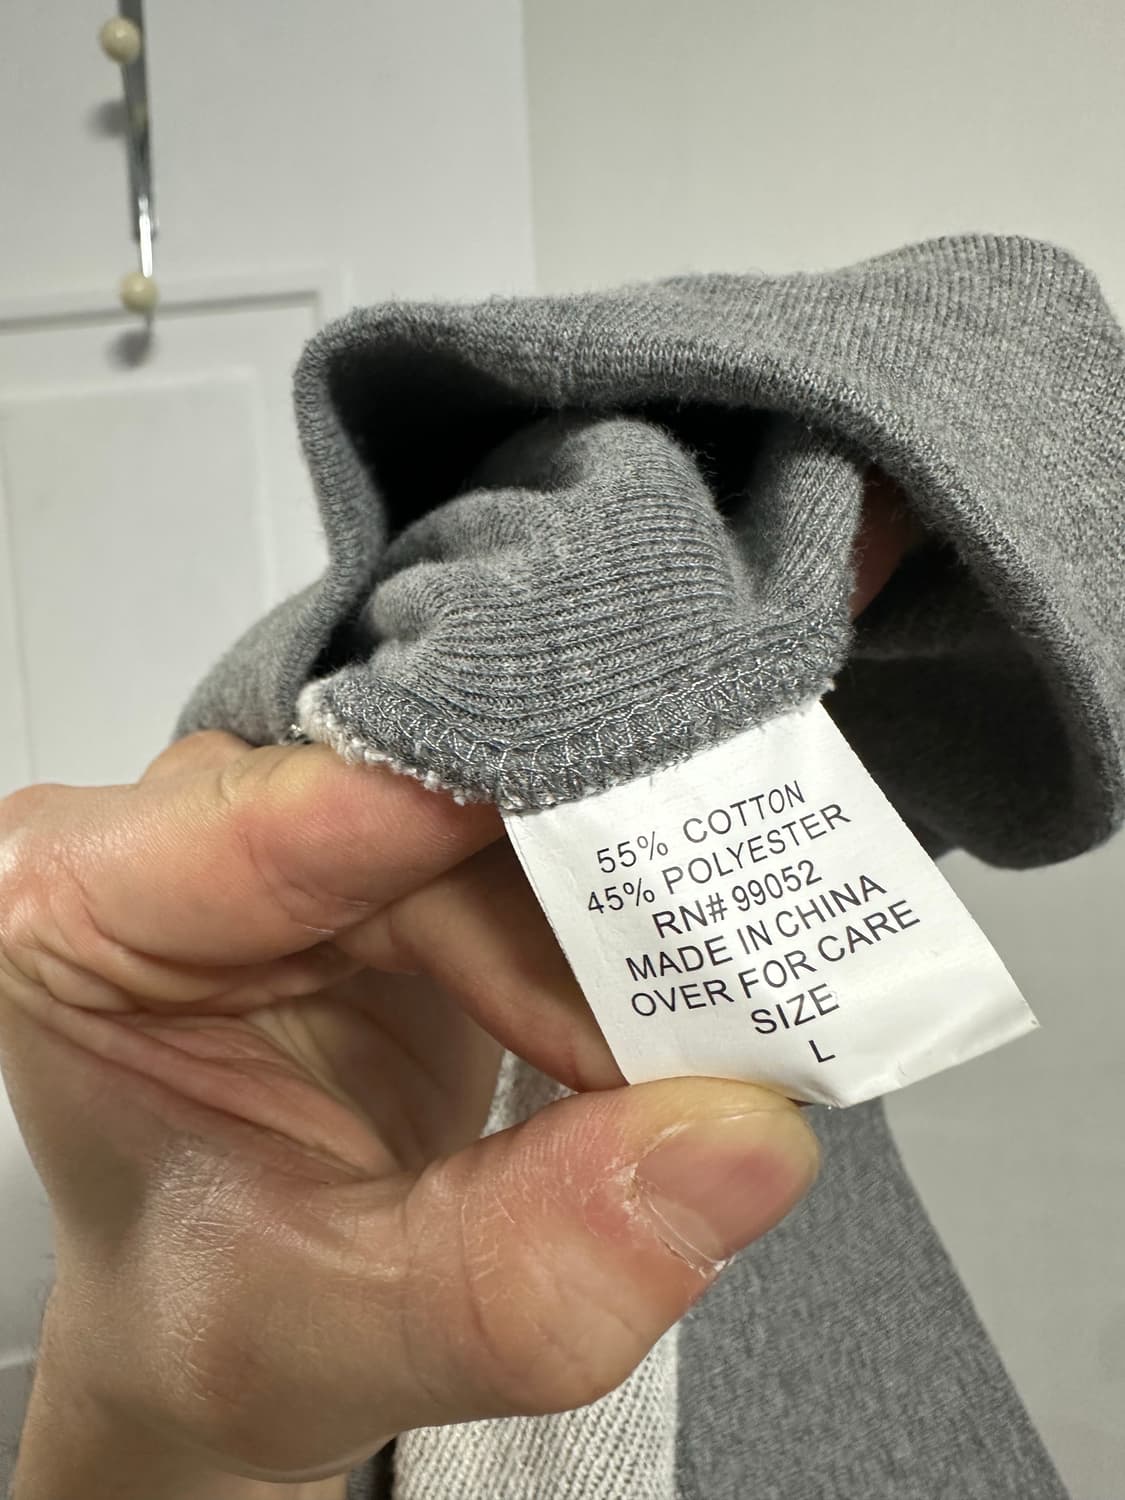 55% COTTON
45% POLYESTER
RN# 99052
MADE IN CHINA
OVER FOR CARE
SIZE
L